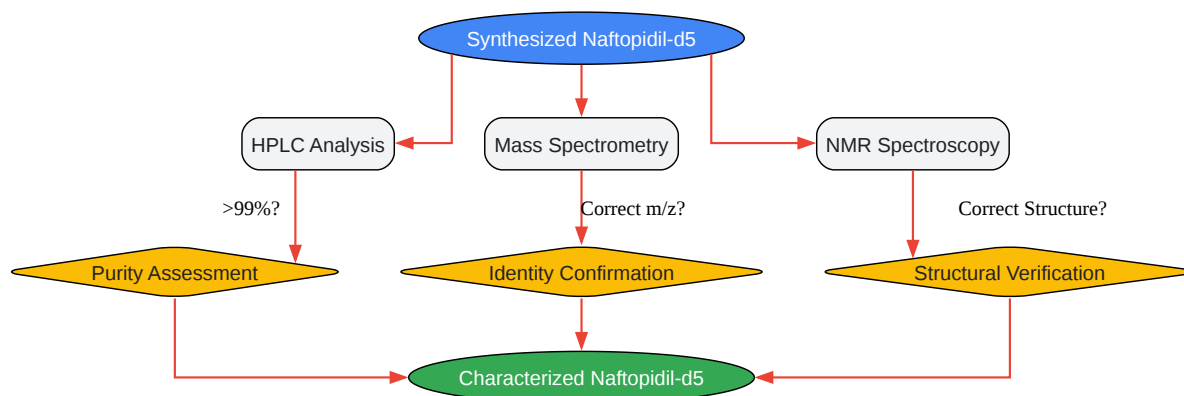 Synthesized Naftopidil-d5
HPLC Analysis
Mass Spectrometry
NMR Spectroscopy
>99%?
Correct m/z?
Correct Structure?
Purity Assessment
Identity Confirmation
Structural Verification
Characterized Naftopidil-d5